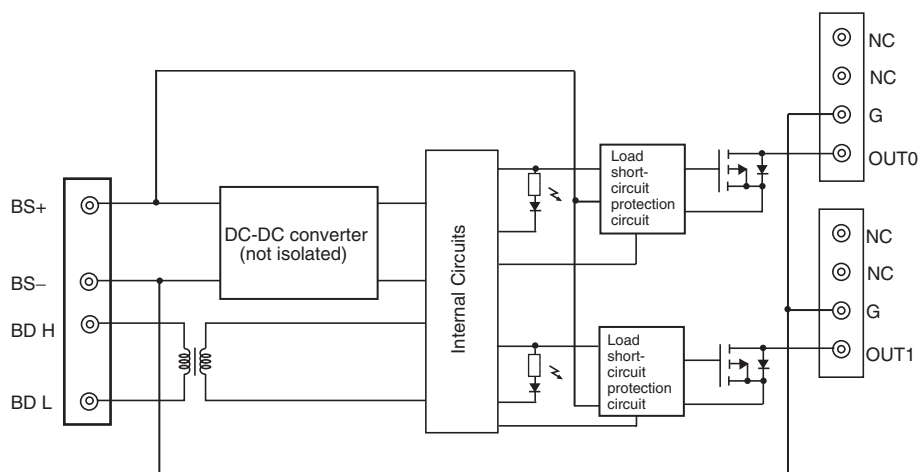 BS+
BS–
BD H
BD L
DC-DC converter
(not isolated)
Internal Circuits
Load
short-
circuit
protection
circuit
Load
short-
circuit
protection
circuit
NC
NC
G
OUT0
NC
NC
G
OUT1